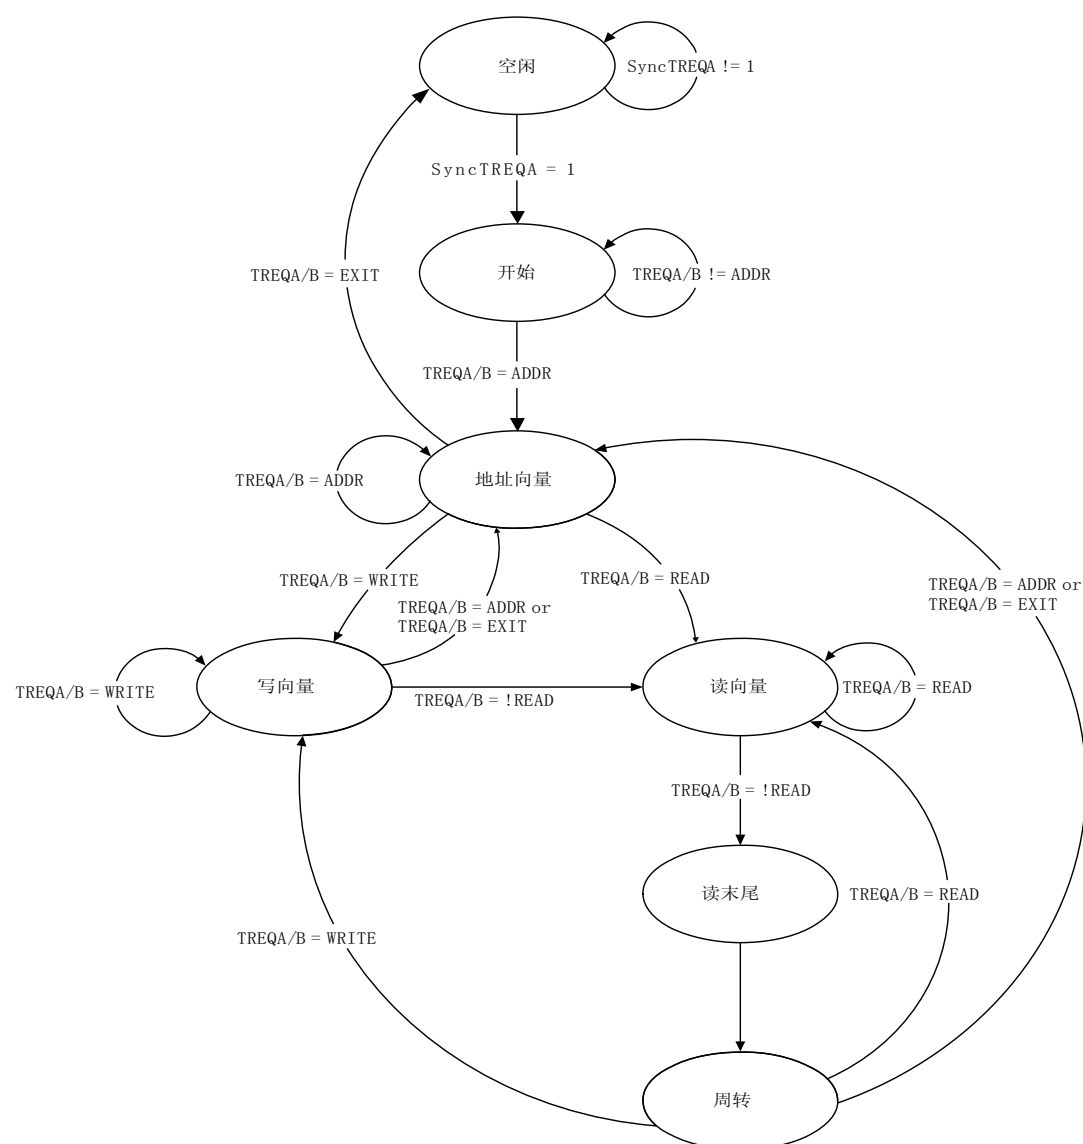 空闲
SyncTREQA != 1
SyncTREQA = 1
开始
TREQA/B = EXIT
TREQA/B != ADDR
TREQA/B = ADDR
地址向量
TREQA/B = ADDR
TREQA/B = WRITE
TREQA/B = READ
TREQA/B = ADDR or
TREQA/B = EXIT
TREQA/B = ADDR or
TREQA/B = EXIT
写向量
TREQA/B = WRITE
TREQA/B = !READ
读向量
TREQA/B = READ
TREQA/B = !READ
读末尾
TREQA/B = READ
TREQA/B = WRITE
周转